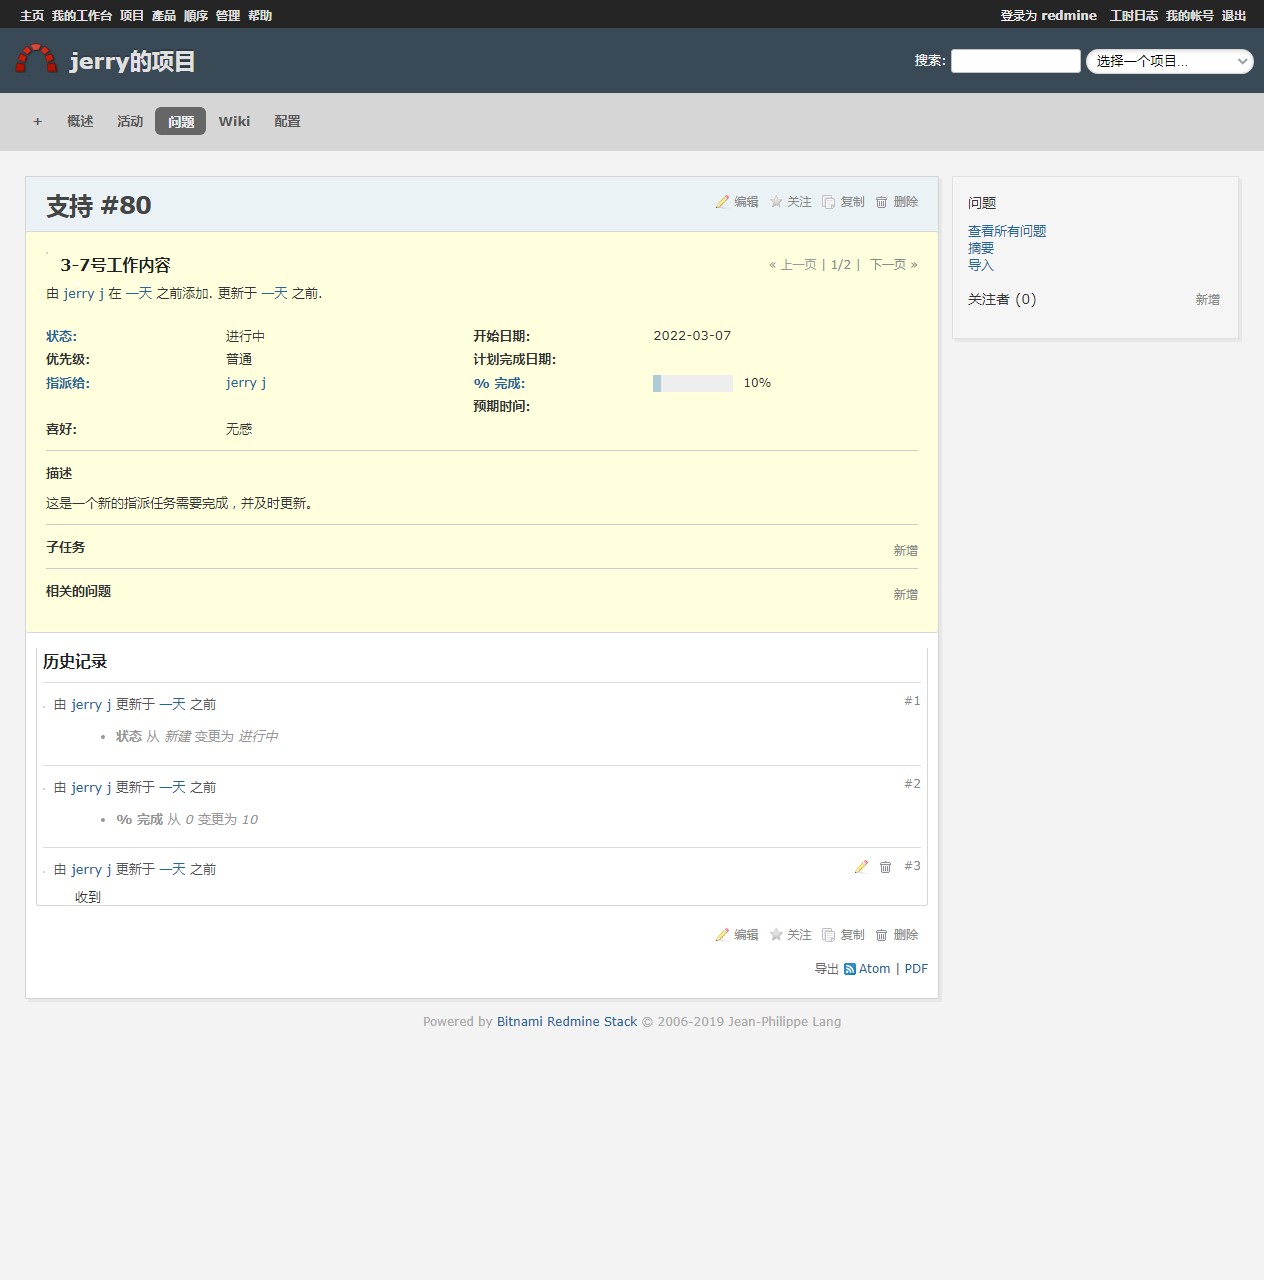 主页 我的工作台 项目 產品 順序 管理 帮助 登录为 redmine 工时日志 我的帐号 退出
jerry的项目 搜索: 选择一个项目...
+ 概述 活动 问题 Wiki 配置
支持 #80 编辑 关注 复制 删除
3-7号工作内容 « 上一页 | 1/2 | 下一页 »
由 jerry j 在 一天 之前添加. 更新于 一天 之前.
状态: 进行中 开始日期: 2022-03-07
优先级: 普通 计划完成日期:
指派给: jerry j % 完成: 10%
预期时间:
喜好: 无感
描述
这是一个新的指派任务需要完成，并及时更新。
子任务 新增
相关的问题 新增
历史记录
由 jerry j 更新于 一天 之前 #1
• 状态 从 新建 变更为 进行中
由 jerry j 更新于 一天 之前 #2
• % 完成 从 0 变更为 10
由 jerry j 更新于 一天 之前 #3
收到
编辑 关注 复制 删除
导出 Atom | PDF
问题
查看所有问题
摘要
导入
关注者 (0) 新增
Powered by Bitnami Redmine Stack © 2006-2019 Jean-Philippe Lang